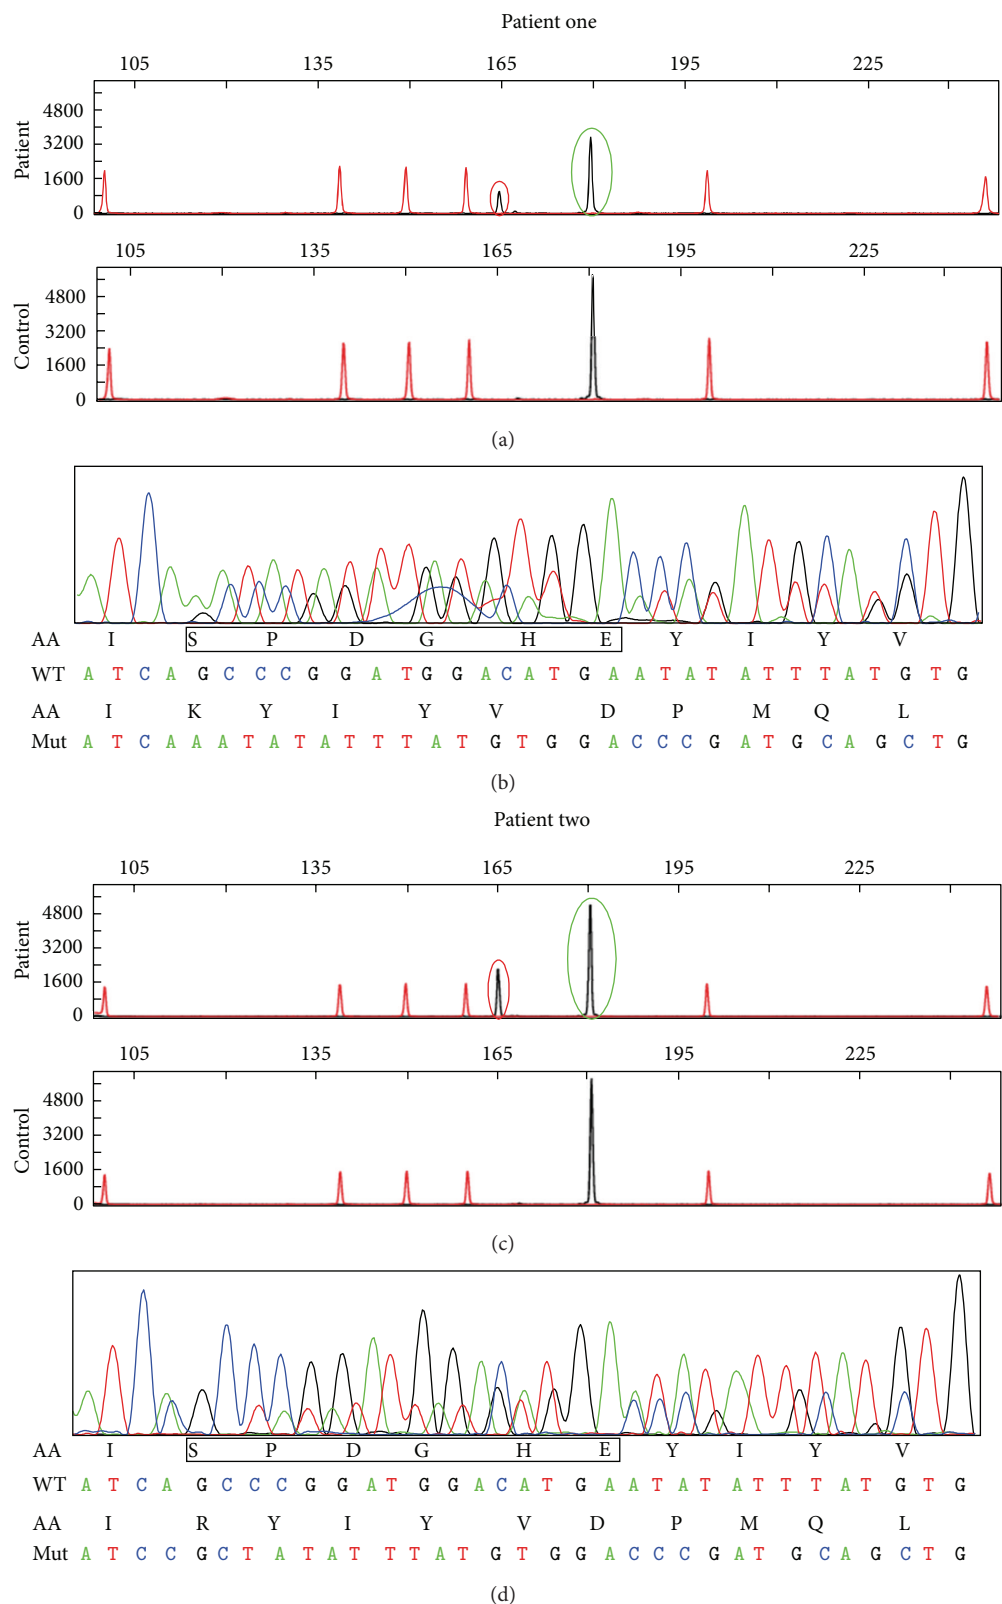 Patient one
105 135 165 195 225
Patient
4800
3200
1600
0
105 135 165 195 225
Control
4800
3200
1600
0
(a)
AA I S P D G H E Y I Y V
WT A T C A G C C C G G A T G G A C A T G A A T A T A T T T A T G T G
AA I K Y I Y V D P M Q L
Mut A T C A A A T A T A T T T A T G T G G A C C C G A T G C A G C T G
(b)
Patient two
105 135 165 195 225
Patient
4800
3200
1600
0
105 135 165 195 225
Control
4800
3200
1600
0
(c)
AA I S P D G H E Y I Y V
WT A T C A G C C C G G A T G G A C A T G A A T A T A T T T A T G T G
AA I R Y I Y V D P M Q L
Mut A T C C G C T A T A T T T A T G T G G A C C C G A T G C A G C T G
(d)